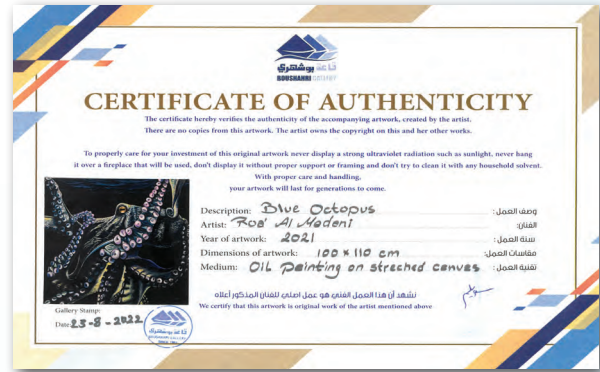 قاعة بوشهري
BOUSHAHRI GALLERY
CERTIFICATE OF AUTHENTICITY
The certificate hereby verifies the authenticity of the accompanying artwork, created by the artist.
There are no copies from this artwork. The artist owns the copyright on this and her other works.
To properly care for your investment of this original artwork never display a strong ultraviolet radiation such as sunlight, never hang
it over a fireplace that will be used, don't display it without proper support or framing and don't try to clean it with any household solvent.
With proper care and handling,
your artwork will last for generations to come.
Description: Blue Octopus وصف العمل:
Artist: Roa' Al Madani الفنان:
Year of artwork: 2021 سنة العمل:
Dimensions of artwork: 100 x 110 cm مقاسات العمل:
Medium: Oil painting on streched canvas تقنية العمل:
نشهد أن هذا العمل الفني هو عمل اصلي للفنان المذكور أعلاه
We certify that this artwork is original work of the artist mentioned above
Gallery Stamp:
Date: 23-8-2022
قاعة بوشهري